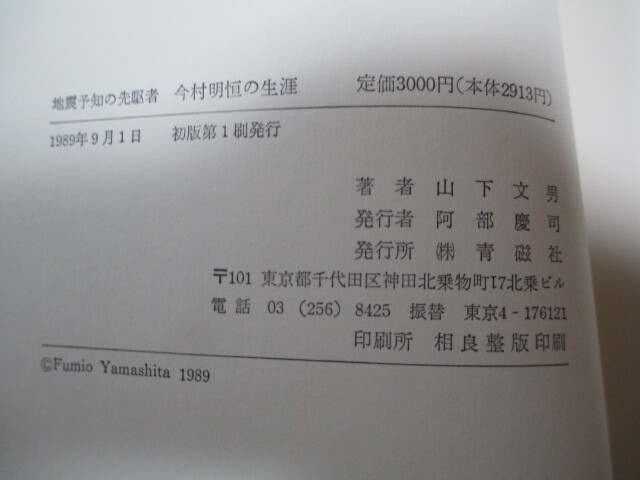 地震予知の先駆者 今村明恒の生涯 定価3000円(本体2913円)
1989年9月1日 初版第1刷発行
著者 山下文男
発行者 阿部慶司
発行所 ㈱青磁社
〒101 東京都千代田区神田北乗物町17北乗ビル
電話 03 (256) 8425 振替 東京4-176121
印刷所 相良整版印刷
©Fumio Yamashita 1989